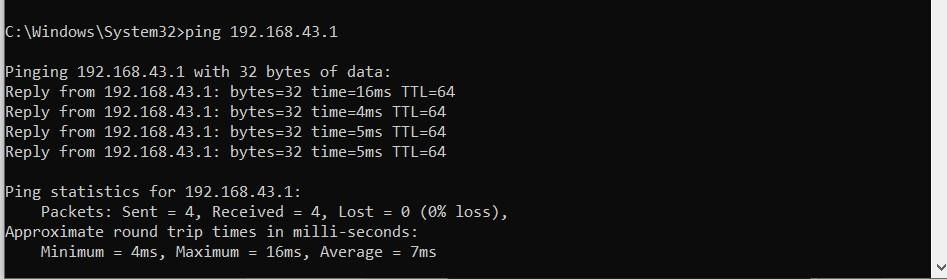 C:\Windows\System32>ping 192.168.43.1
Pinging 192.168.43.1 with 32 bytes of data:
Reply from 192.168.43.1: bytes=32 time=16ms TTL=64
Reply from 192.168.43.1: bytes=32 time=4ms TTL=64
Reply from 192.168.43.1: bytes=32 time=5ms TTL=64
Reply from 192.168.43.1: bytes=32 time=5ms TTL=64
Ping statistics for 192.168.43.1:
    Packets: Sent = 4, Received = 4, Lost = 0 (0% loss),
Approximate round trip times in milli-seconds:
    Minimum = 4ms, Maximum = 16ms, Average = 7ms